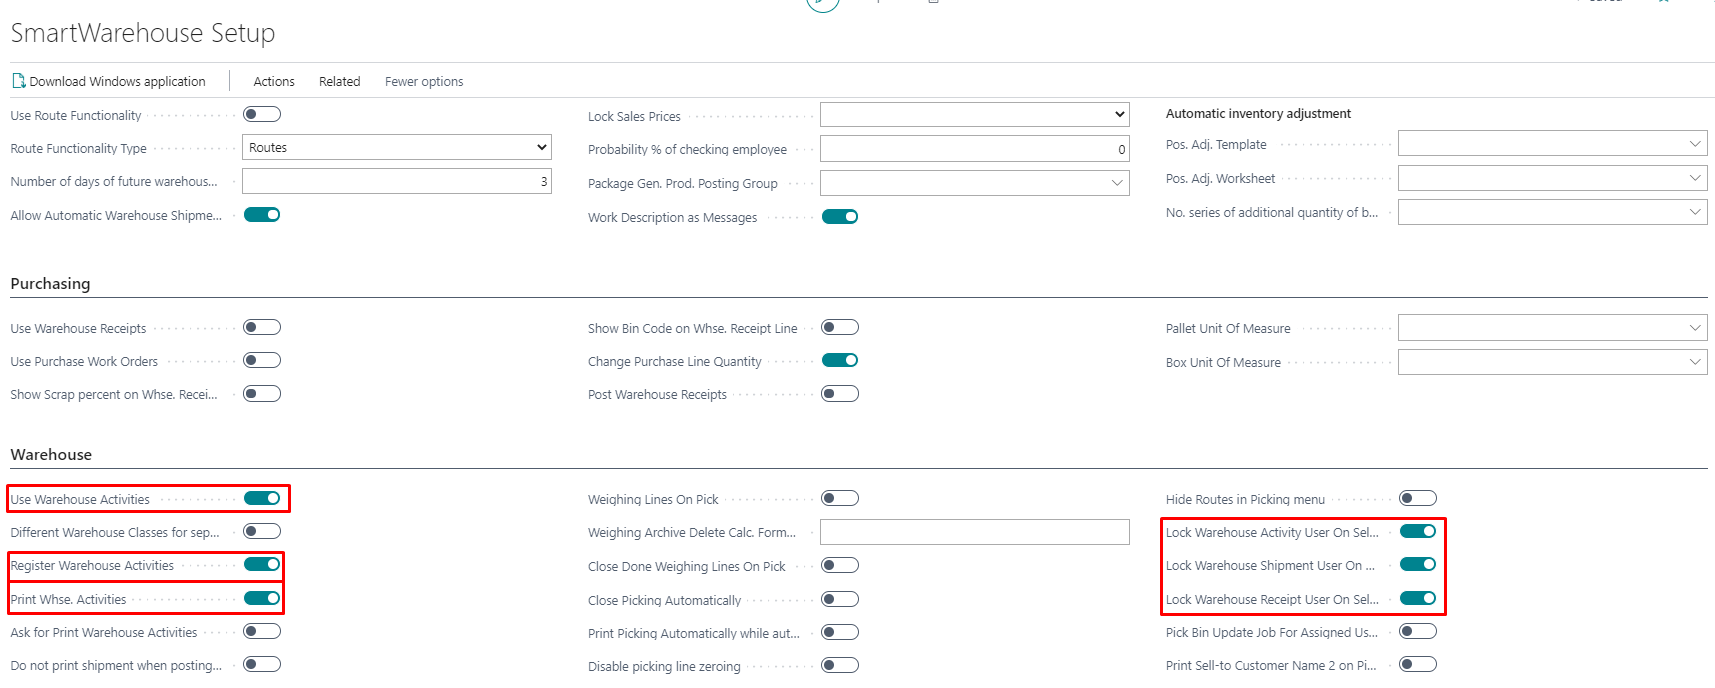 SmartWarehouse Setup
Download Windows application
Actions
Related
Fewer options
Use Route Functionality
Route Functionality Type
Routes
Number of days of future warehous...
3
Allow Automatic Warehouse Shipme...
Lock Sales Prices
Probability % of checking employee
0
Package Gen. Prod. Posting Group
Work Description as Messages
Automatic inventory adjustment
Pos. Adj. Template
Pos. Adj. Worksheet
No. series of additional quantity of b...
Purchasing
Use Warehouse Receipts
Use Purchase Work Orders
Show Scrap percent on Whse. Recei...
Show Bin Code on Whse. Receipt Line
Change Purchase Line Quantity
Post Warehouse Receipts
Pallet Unit Of Measure
Box Unit Of Measure
Warehouse
Use Warehouse Activities
Different Warehouse Classes for sep...
Register Warehouse Activities
Print Whse. Activities
Ask for Print Warehouse Activities
Do not print shipment when posting...
Weighing Lines On Pick
Weighing Archive Delete Calc. Form...
Close Done Weighing Lines On Pick
Close Picking Automatically
Print Picking Automatically while aut...
Disable picking line zeroing
Hide Routes in Picking menu
Lock Warehouse Activity User On Sel...
Lock Warehouse Shipment User On ...
Lock Warehouse Receipt User On Sel...
Pick Bin Update Job For Assigned Us...
Print Sell-to Customer Name 2 on Pi...